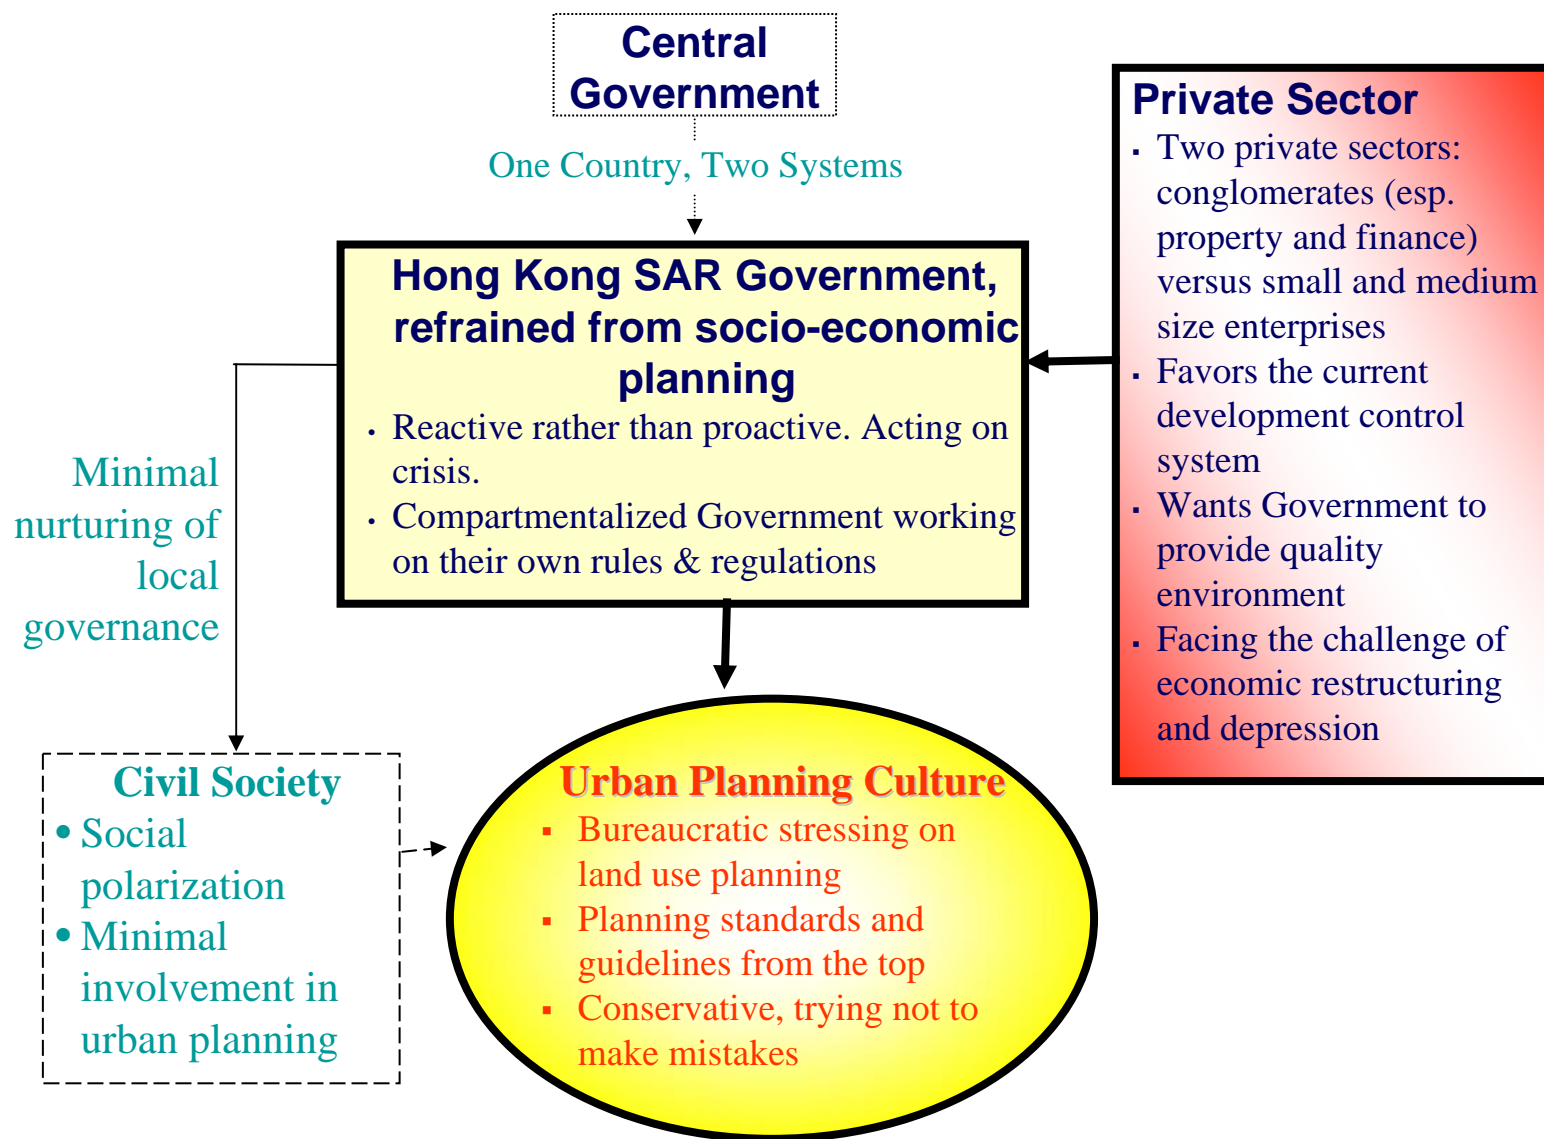 Central
Government
One Country, Two Systems
Hong Kong SAR Government,
refrained from socio-economic
planning
• Reactive rather than proactive. Acting on
crisis.
• Compartmentalized Government working
on their own rules & regulations
Private Sector
▪ Two private sectors:
conglomerates (esp.
property and finance)
versus small and medium
size enterprises
▪ Favors the current
development control
system
▪ Wants Government to
provide quality
environment
▪ Facing the challenge of
economic restructuring
and depression
Minimal
nurturing of
local
governance
Civil Society
• Social
polarization
• Minimal
involvement in
urban planning
Urban Planning Culture
▪ Bureaucratic stressing on
land use planning
▪ Planning standards and
guidelines from the top
▪ Conservative, trying not to
make mistakes